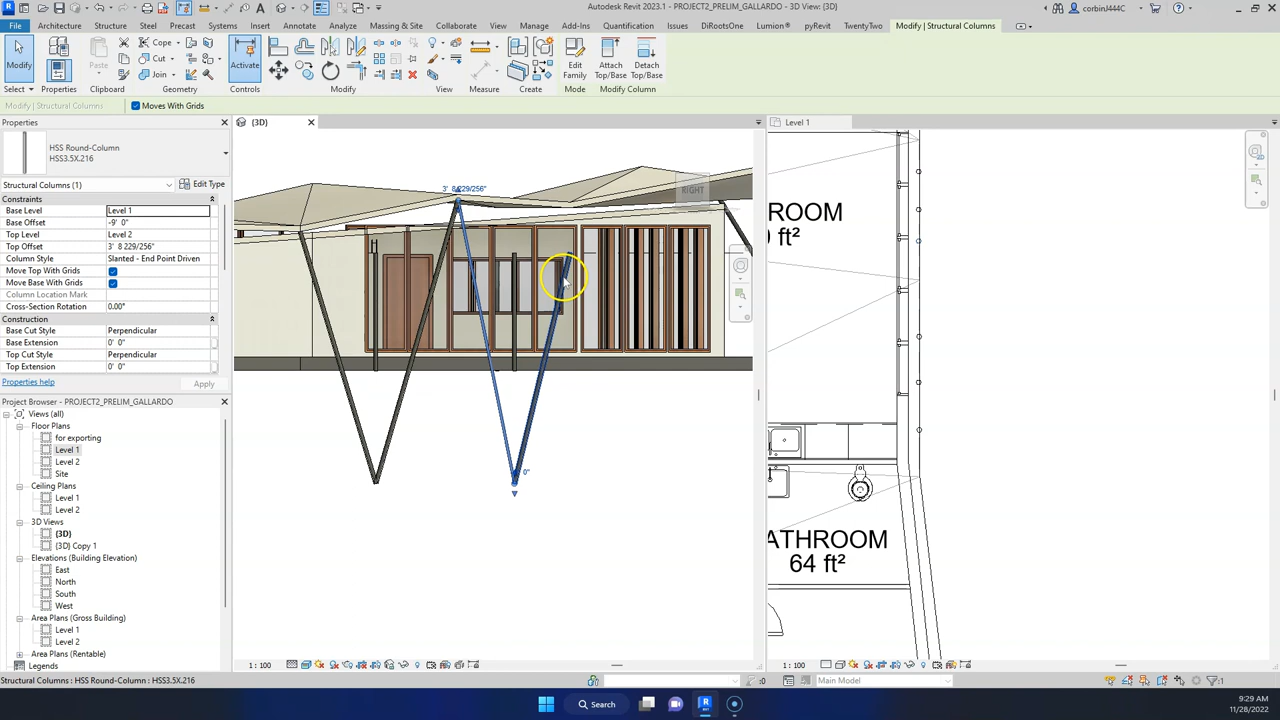 Autodesk Revit 2023.1 - PROJECT2_PRELIM_GALLARDO - 3D View: {3D}
corbinJ444C
File
Architecture
Structure
Steel
Precast
Systems
Insert
Annotate
Analyze
Massing & Site
Collaborate
View
Manage
Add-Ins
Quantification
Issues
DiRootsOne
Lumion®
pyRevit
TwentyTwo
Modify | Structural Columns
Modify
Paste
Cope
Cut
Join
Activate
Edit
Family
Attach
Top/Base
Detach
Top/Base
Select
Properties
Clipboard
Geometry
Controls
Modify
View
Measure
Create
Mode
Modify Column
Modify | Structural Columns
Moves With Grids
Properties
HSS Round-Column
HSS3.5X.216
Structural Columns (1)
Edit Type
Constraints
Base Level
Level 1
Base Offset
-9' 0"
Top Level
Level 2
Top Offset
3' 8 229/256"
Column Style
Slanted - End Point Driven
Move Top With Grids
Move Base With Grids
Column Location Mark
Cross-Section Rotation
0.00°
Construction
Base Cut Style
Perpendicular
Base Extension
0' 0"
Top Cut Style
Perpendicular
Top Extension
0' 0"
Properties help
Apply
Project Browser - PROJECT2_PRELIM_GALLARDO
Views (all)
Floor Plans
for exporting
Level 1
Level 2
Site
Ceiling Plans
Level 1
Level 2
3D Views
{3D}
{3D} Copy 1
Elevations (Building Elevation)
East
North
South
West
Area Plans (Gross Building)
Level 1
Level 2
Area Plans (Rentable)
Legends
{3D}
3' 8 229/256"
RIGHT
1 : 100
Level 1
ROOM
ft²
ATHROOM
64 ft²
1 : 100
Structural Columns : HSS Round-Column : HSS3.5X.216
:0
Main Model
:1
Search
9:29 AM
11/28/2022